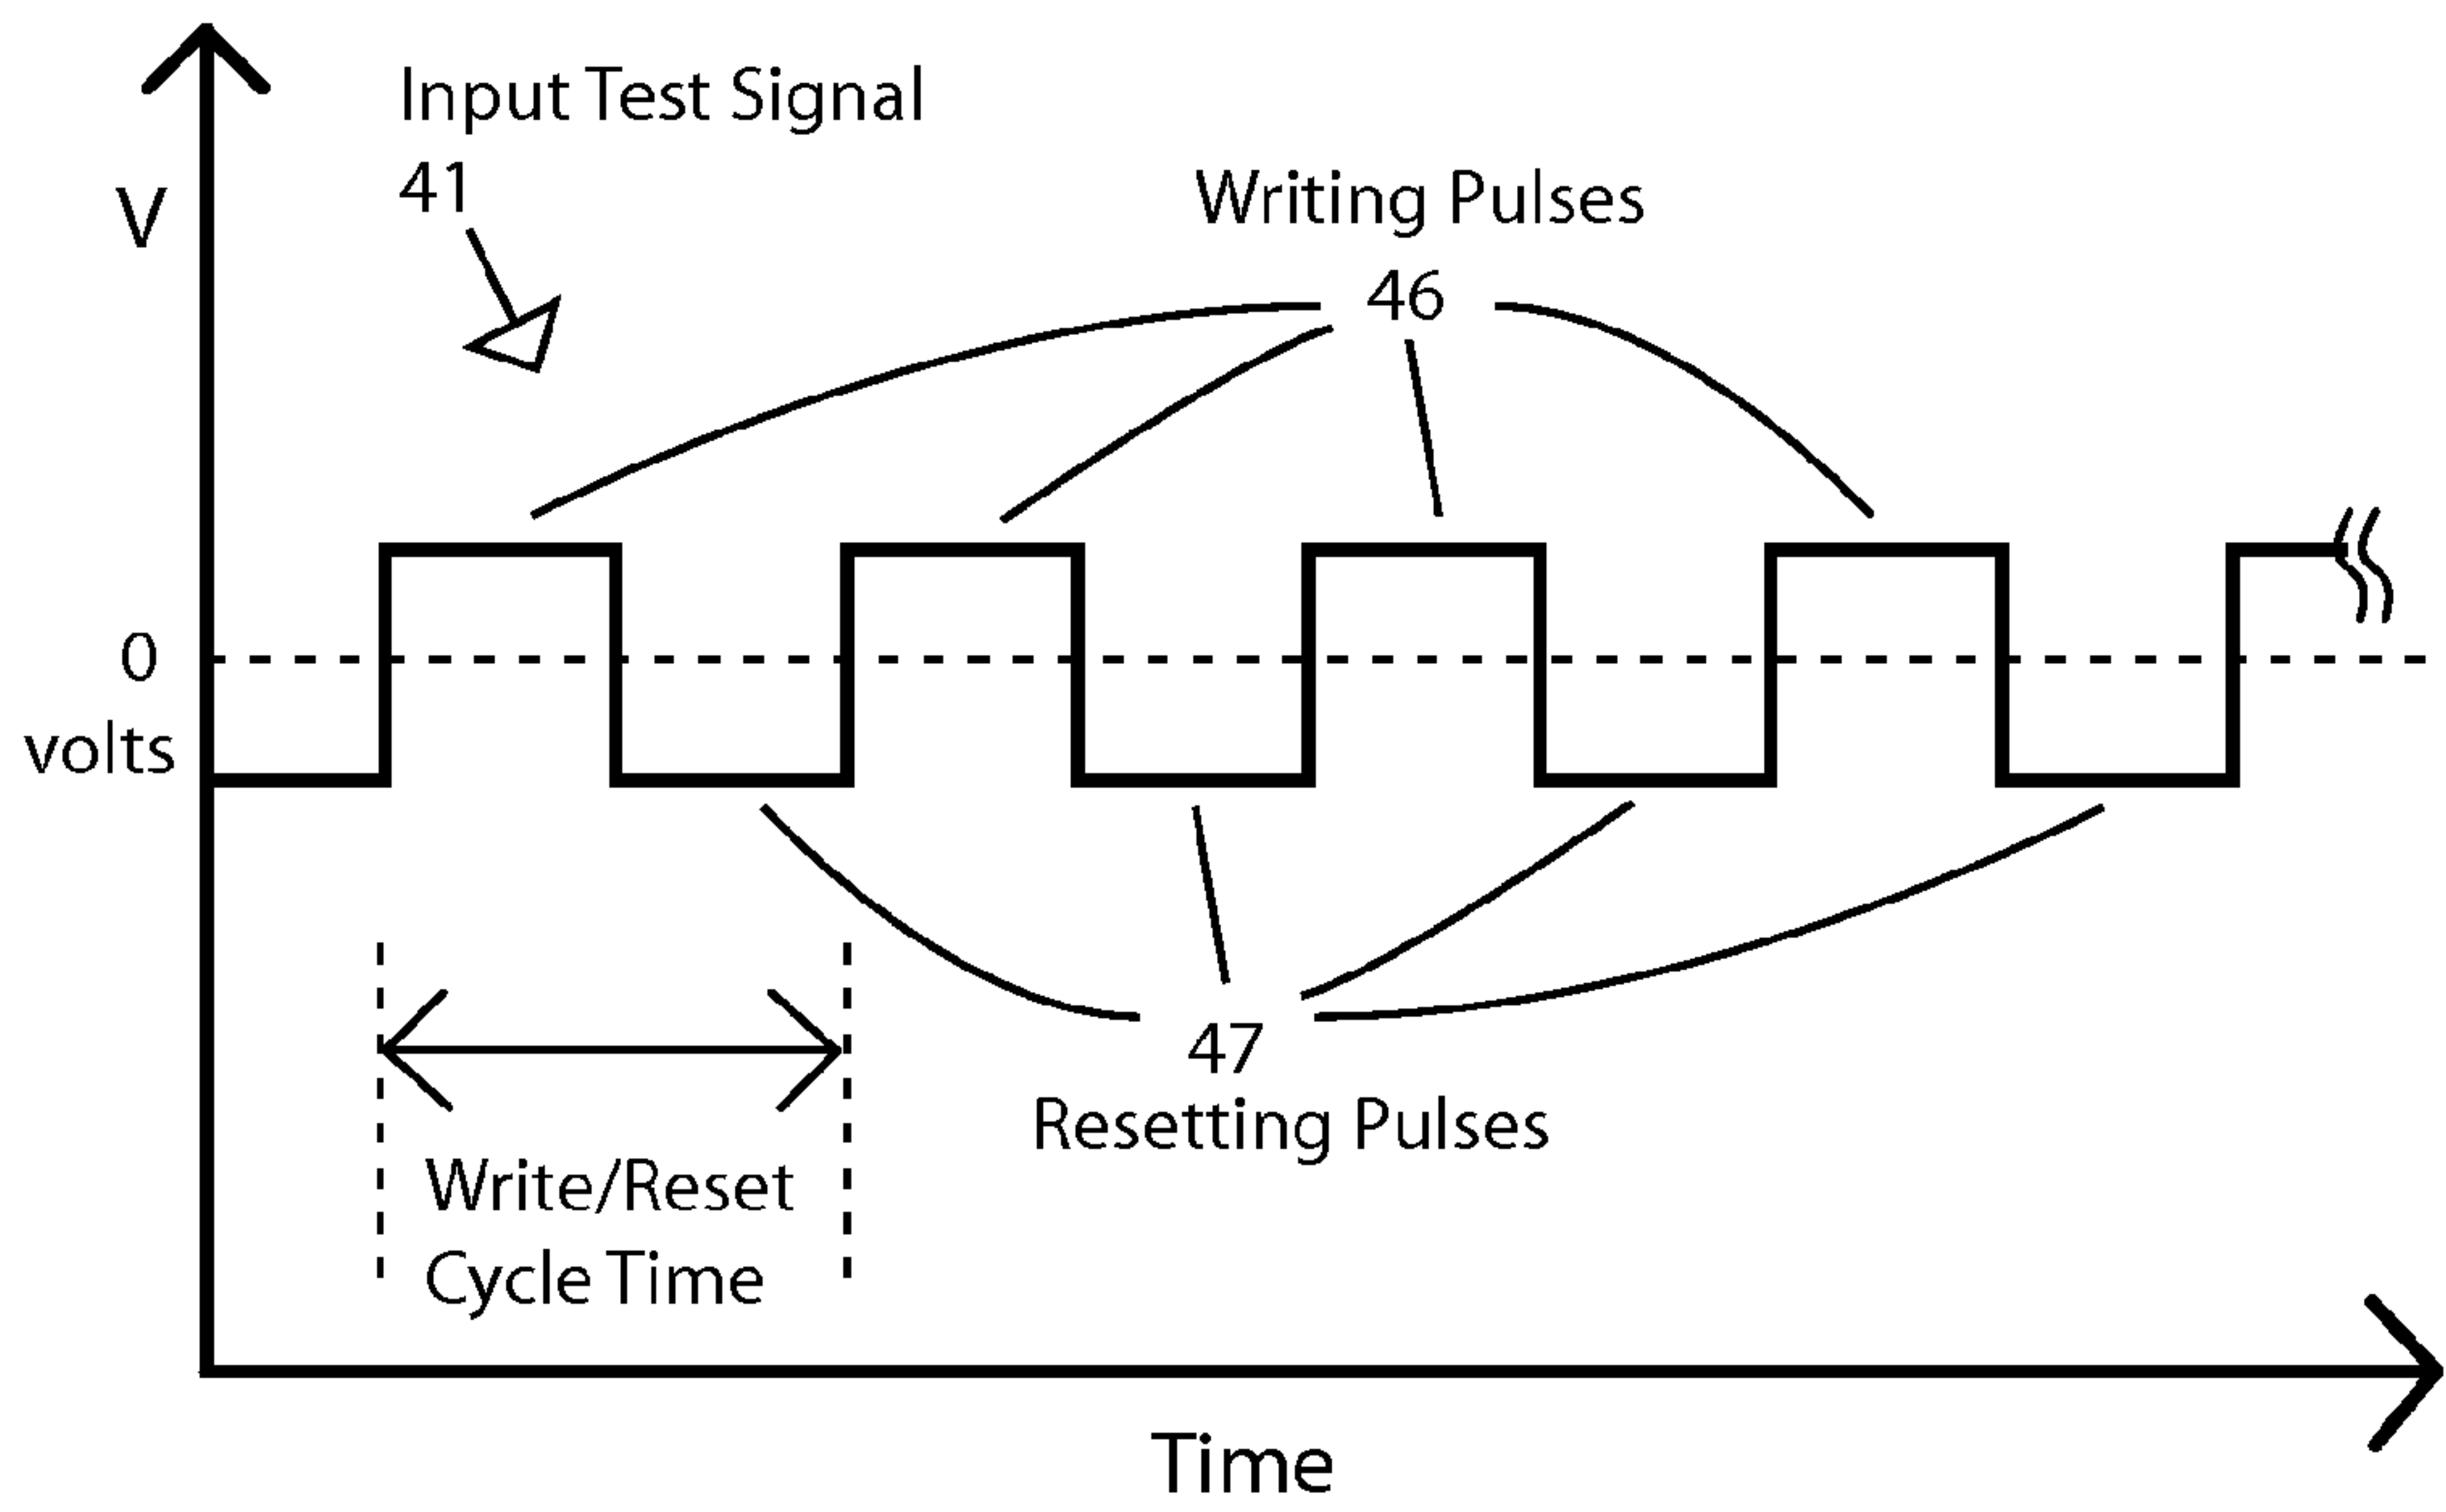 Input Test Signal
41
V
Writing Pulses
46
0
volts
47
Resetting Pulses
Write/Reset
Cycle Time
Time